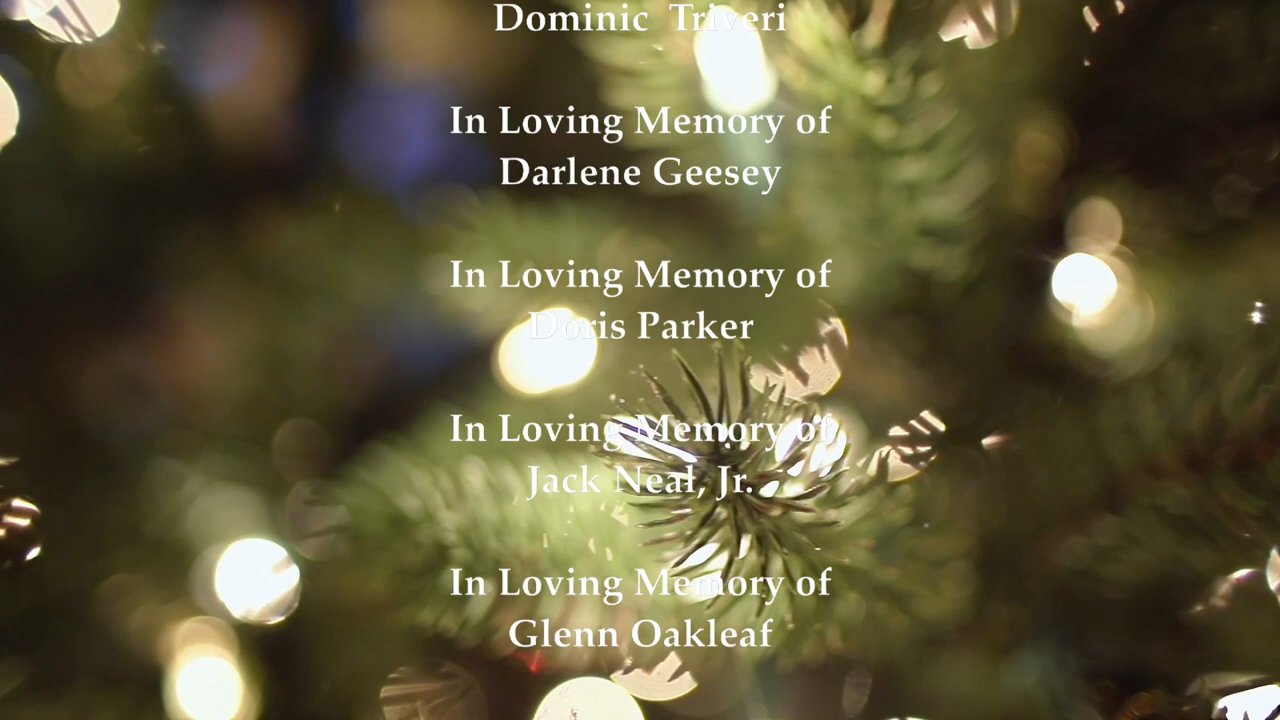 Dominic Triveri
In Loving Memory of
Darlene Geesey
In Loving Memory of
Doris Parker
In Loving Memory of
Jack Neal, Jr.
In Loving Memory of
Glenn Oakleaf